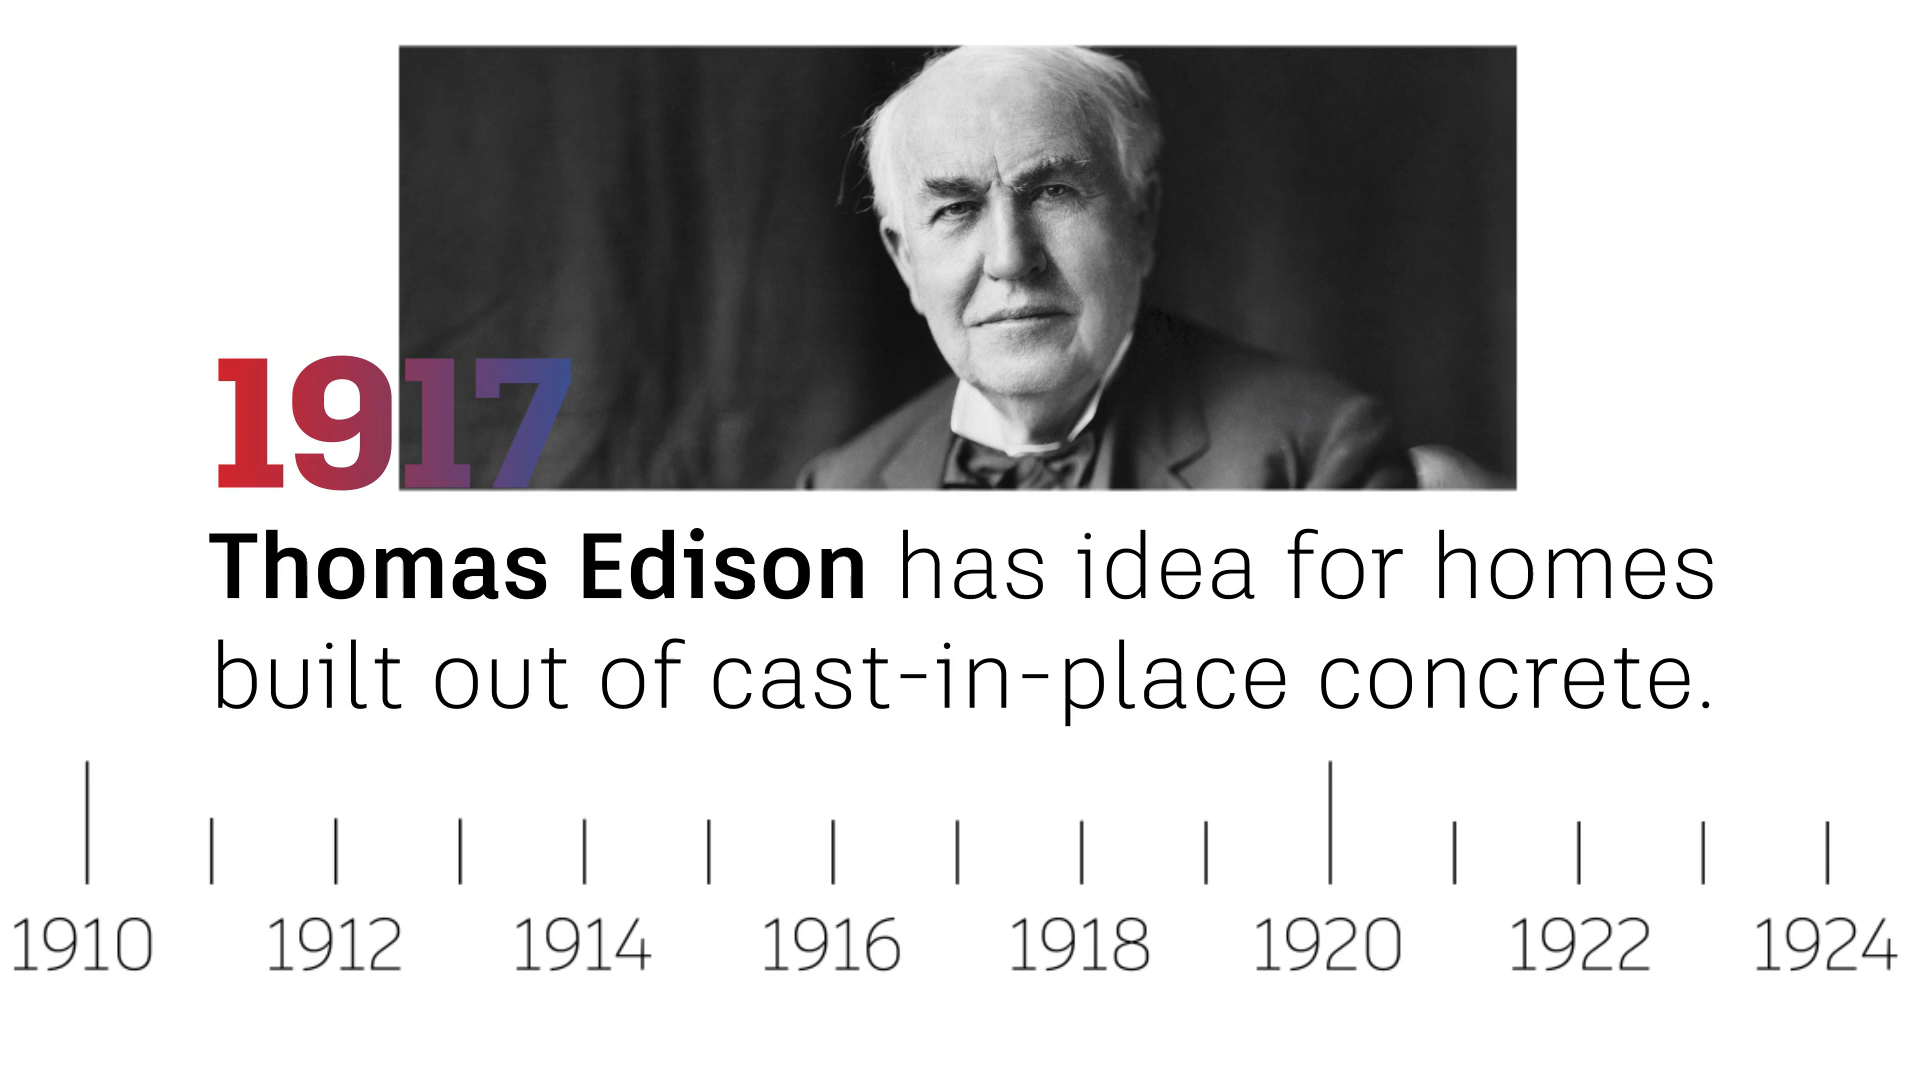 1917
Thomas Edison has idea for homes
built out of cast-in-place concrete.
1910 1912 1914 1916 1918 1920 1922 1924